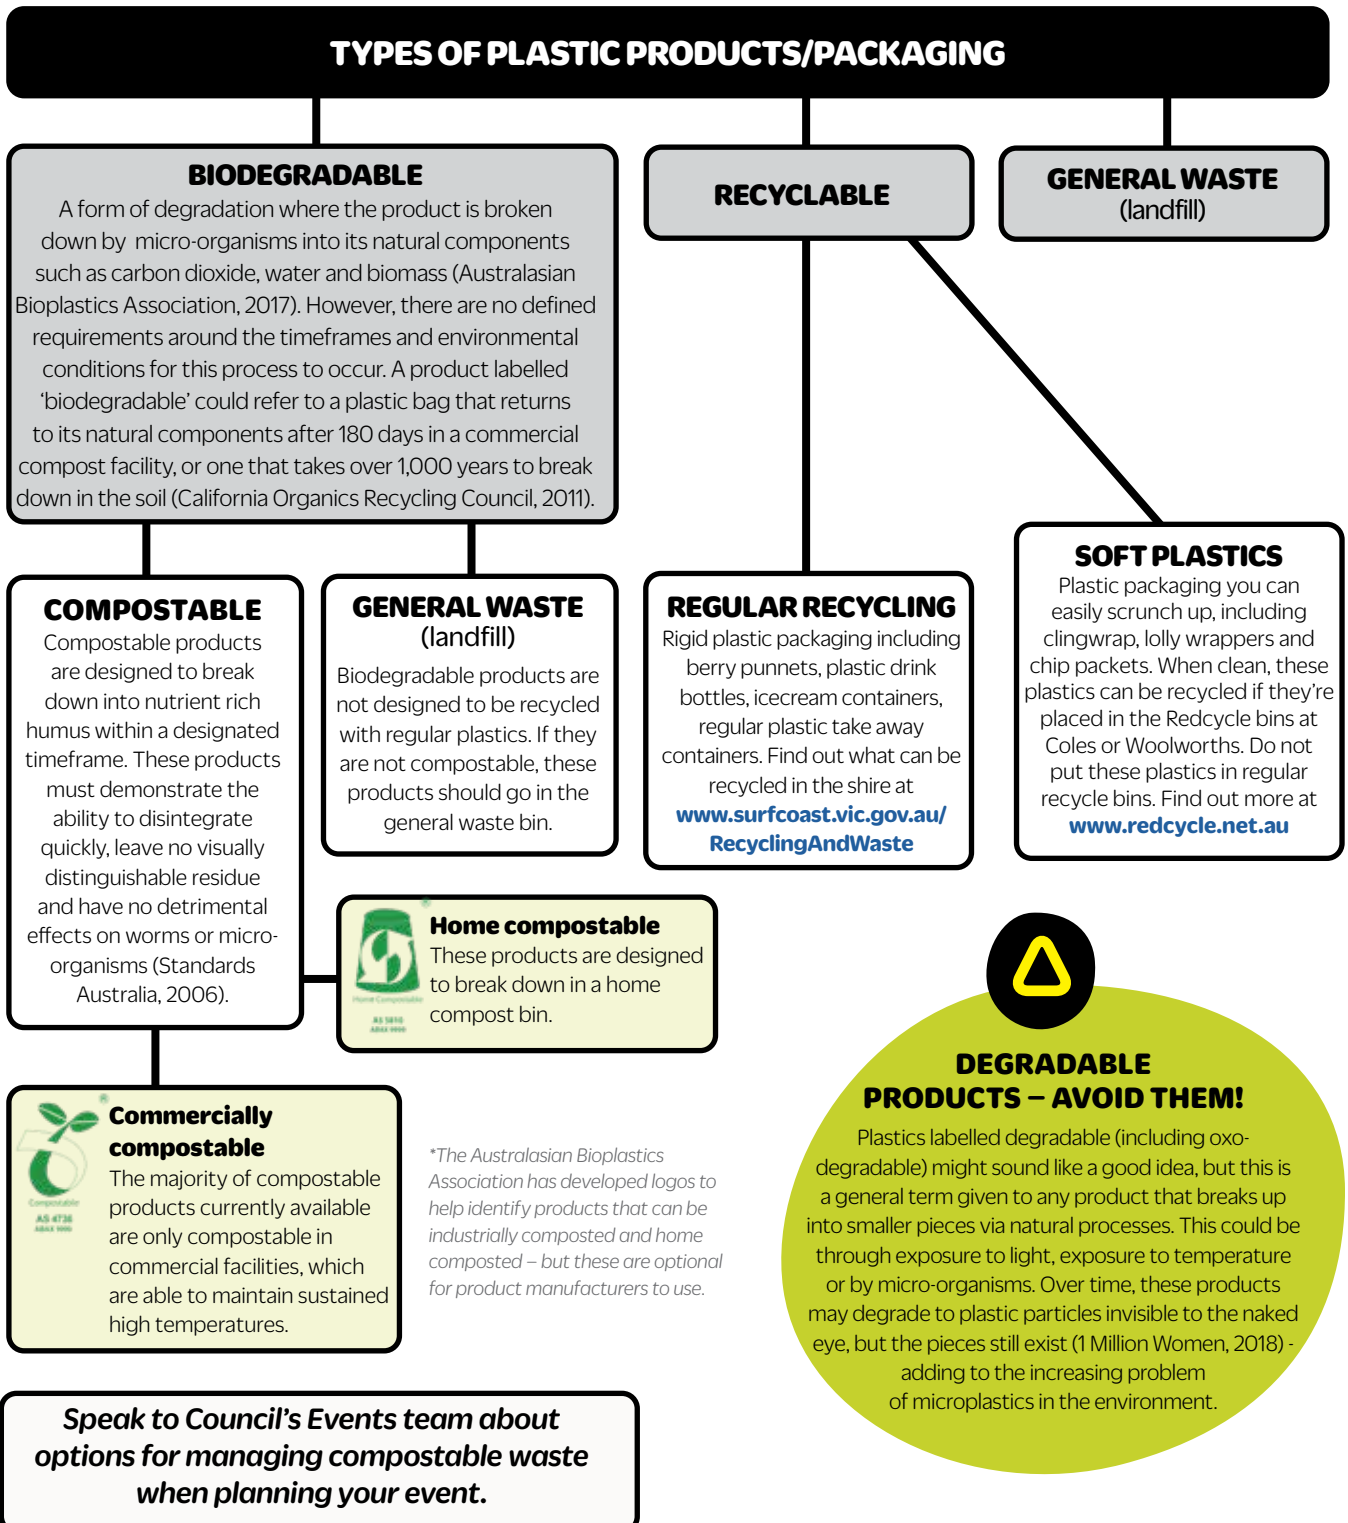 TYPES OF PLASTIC PRODUCTS/PACKAGING
BIODEGRADABLE
A form of degradation where the product is broken
down by micro-organisms into its natural components
such as carbon dioxide, water and biomass (Australasian
Bioplastics Association, 2017). However, there are no defined
requirements around the timeframes and environmental
conditions for this process to occur. A product labelled
‘biodegradable’ could refer to a plastic bag that returns
to its natural components after 180 days in a commercial
compost facility, or one that takes over 1,000 years to break
down in the soil (California Organics Recycling Council, 2011).
RECYCLABLE
GENERAL WASTE
(landfill)
COMPOSTABLE
Compostable products
are designed to break
down into nutrient rich
humus within a designated
timeframe. These products
must demonstrate the
ability to disintegrate
quickly, leave no visually
distinguishable residue
and have no detrimental
effects on worms or micro-
organisms (Standards
Australia, 2006).
GENERAL WASTE
(landfill)
Biodegradable products are
not designed to be recycled
with regular plastics. If they
are not compostable, these
products should go in the
general waste bin.
REGULAR RECYCLING
Rigid plastic packaging including
berry punnets, plastic drink
bottles, icecream containers,
regular plastic take away
containers. Find out what can be
recycled in the shire at
www.surfcoast.vic.gov.au/
RecyclingAndWaste
SOFT PLASTICS
Plastic packaging you can
easily scrunch up, including
clingwrap, lolly wrappers and
chip packets. When clean, these
plastics can be recycled if they’re
placed in the Redcycle bins at
Coles or Woolworths. Do not
put these plastics in regular
recycle bins. Find out more at
www.redcycle.net.au
®
Home Compostable
AS 5810
ABAX 9999
Home compostable
These products are designed
to break down in a home
compost bin.
®
Compostable
AS 4736
ABAX 9999
Commercially
compostable
The majority of compostable
products currently available
are only compostable in
commercial facilities, which
are able to maintain sustained
high temperatures.
*The Australasian Bioplastics
Association has developed logos to
help identify products that can be
industrially composted and home
composted – but these are optional
for product manufacturers to use.
DEGRADABLE
PRODUCTS – AVOID THEM!
Plastics labelled degradable (including oxo-
degradable) might sound like a good idea, but this is
a general term given to any product that breaks up
into smaller pieces via natural processes. This could be
through exposure to light, exposure to temperature
or by micro-organisms. Over time, these products
may degrade to plastic particles invisible to the naked
eye, but the pieces still exist (1 Million Women, 2018) -
adding to the increasing problem
of microplastics in the environment.
Speak to Council’s Events team about
options for managing compostable waste
when planning your event.